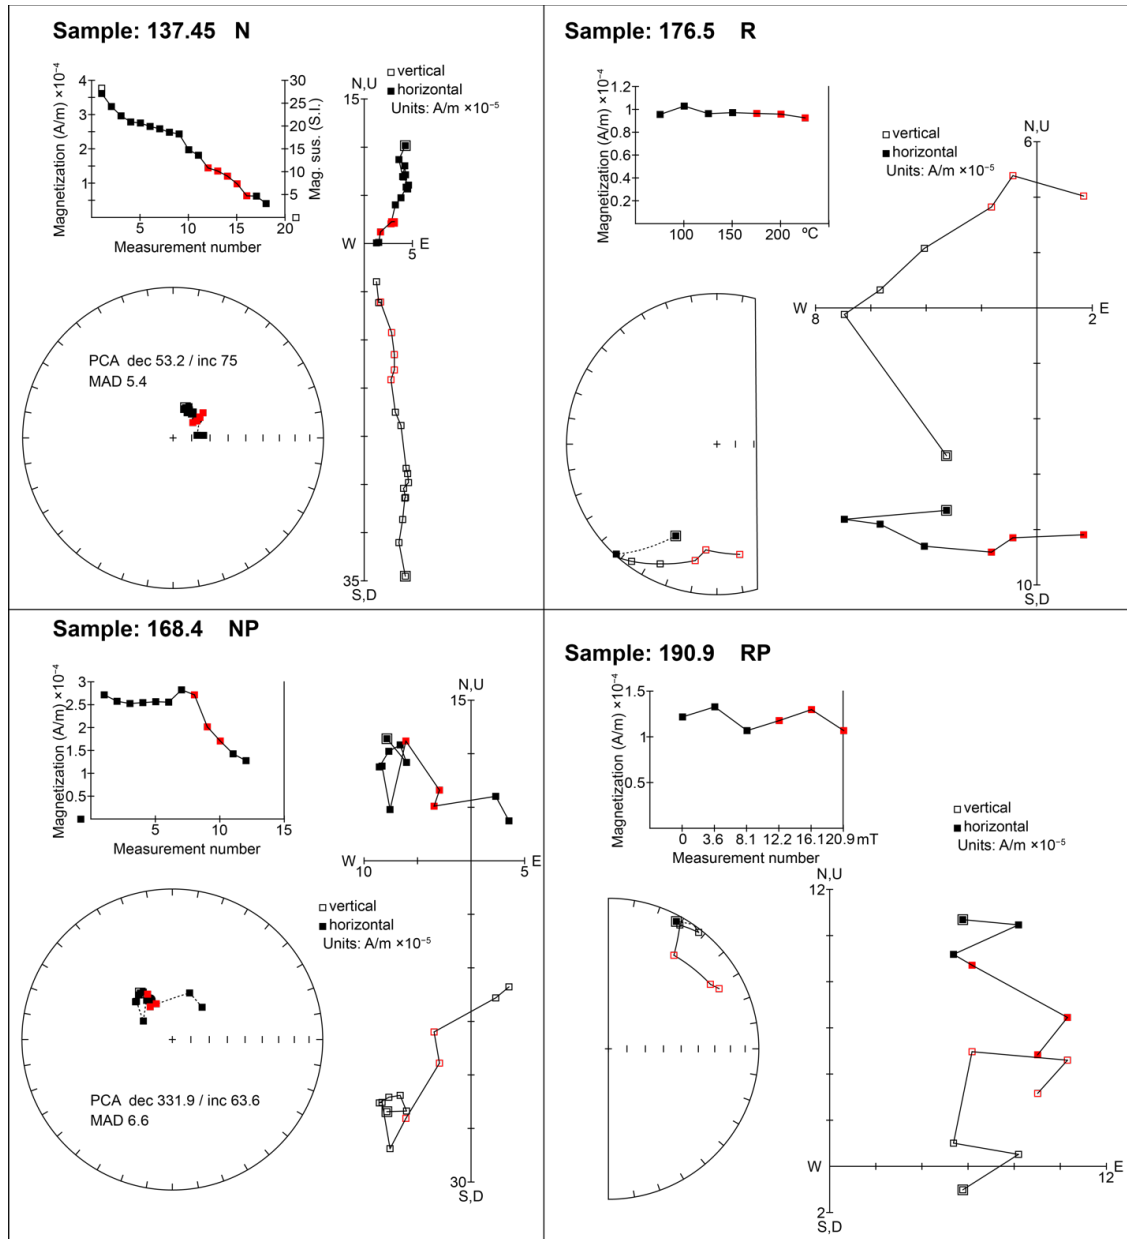 Sample: 137.45 N
Magnetization (A/m) ×10⁻⁴
4
3
2
1
30
25
20
15
10
5
Mag. sus. (S.I.)
5
10
15
20
Measurement number
N,U
15
vertical
horizontal
Units: A/m ×10⁻⁵
W
E
5
35
S,D
PCA dec 53.2 / inc 75
MAD 5.4
Sample: 176.5 R
Magnetization (A/m) ×10⁻⁴
1.2
1
0.8
0.6
0.4
0.2
100
150
200
ºC
vertical
horizontal
Units: A/m ×10⁻⁵
N,U
6
W
8
E
2
10
S,D
Sample: 168.4 NP
Magnetization (A/m) ×10⁻⁴
3
2.5
2
1.5
1
0.5
5
10
15
Measurement number
N,U
15
W
10
E
5
vertical
horizontal
Units: A/m ×10⁻⁵
30
S,D
PCA dec 331.9 / inc 63.6
MAD 6.6
Sample: 190.9 RP
Magnetization (A/m) ×10⁻⁴
1.5
1
0.5
0
3.6
8.1
12.2
16.1
20.9 mT
Measurement number
vertical
horizontal
Units: A/m ×10⁻⁵
N,U
12
W
E
12
2
S,D